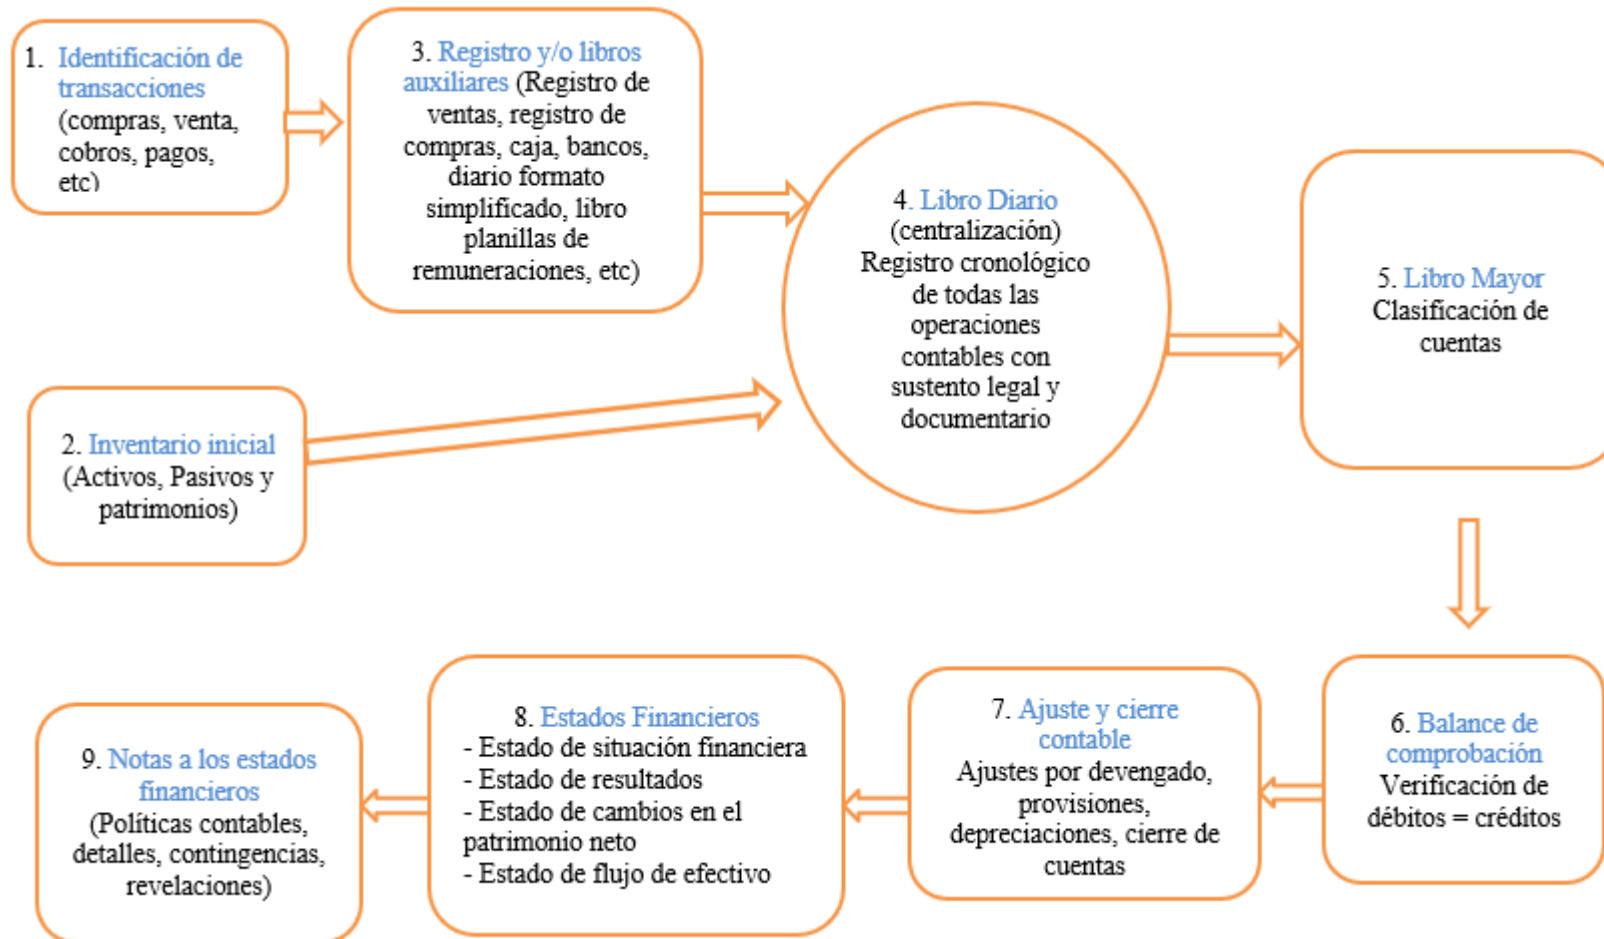 1. Identificación de
transacciones
(compras, venta,
cobros, pagos,
etc)
3. Registro y/o libros
auxiliares (Registro de
ventas, registro de
compras, caja, bancos,
diario formato
simplificado, libro
planillas de
remuneraciones, etc)
2. Inventario inicial
(Activos, Pasivos y
patrimonios)
4. Libro Diario
(centralización)
Registro cronológico
de todas las
operaciones
contables con
sustento legal y
documentario
5. Libro Mayor
Clasificación de
cuentas
6. Balance de
comprobación
Verificación de
débitos = créditos
7. Ajuste y cierre
contable
Ajustes por devengado,
provisiones,
depreciaciones, cierre de
cuentas
8. Estados Financieros
- Estado de situación financiera
- Estado de resultados
- Estado de cambios en el
patrimonio neto
- Estado de flujo de efectivo
9. Notas a los estados
financieros
(Políticas contables,
detalles, contingencias,
revelaciones)